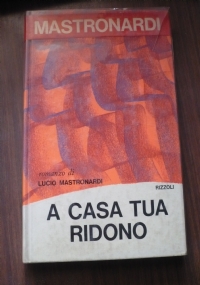 MASTRONARDI
romanzo di
LUCIO MASTRONARDI
RIZZOLI
A CASA TUA
RIDONO